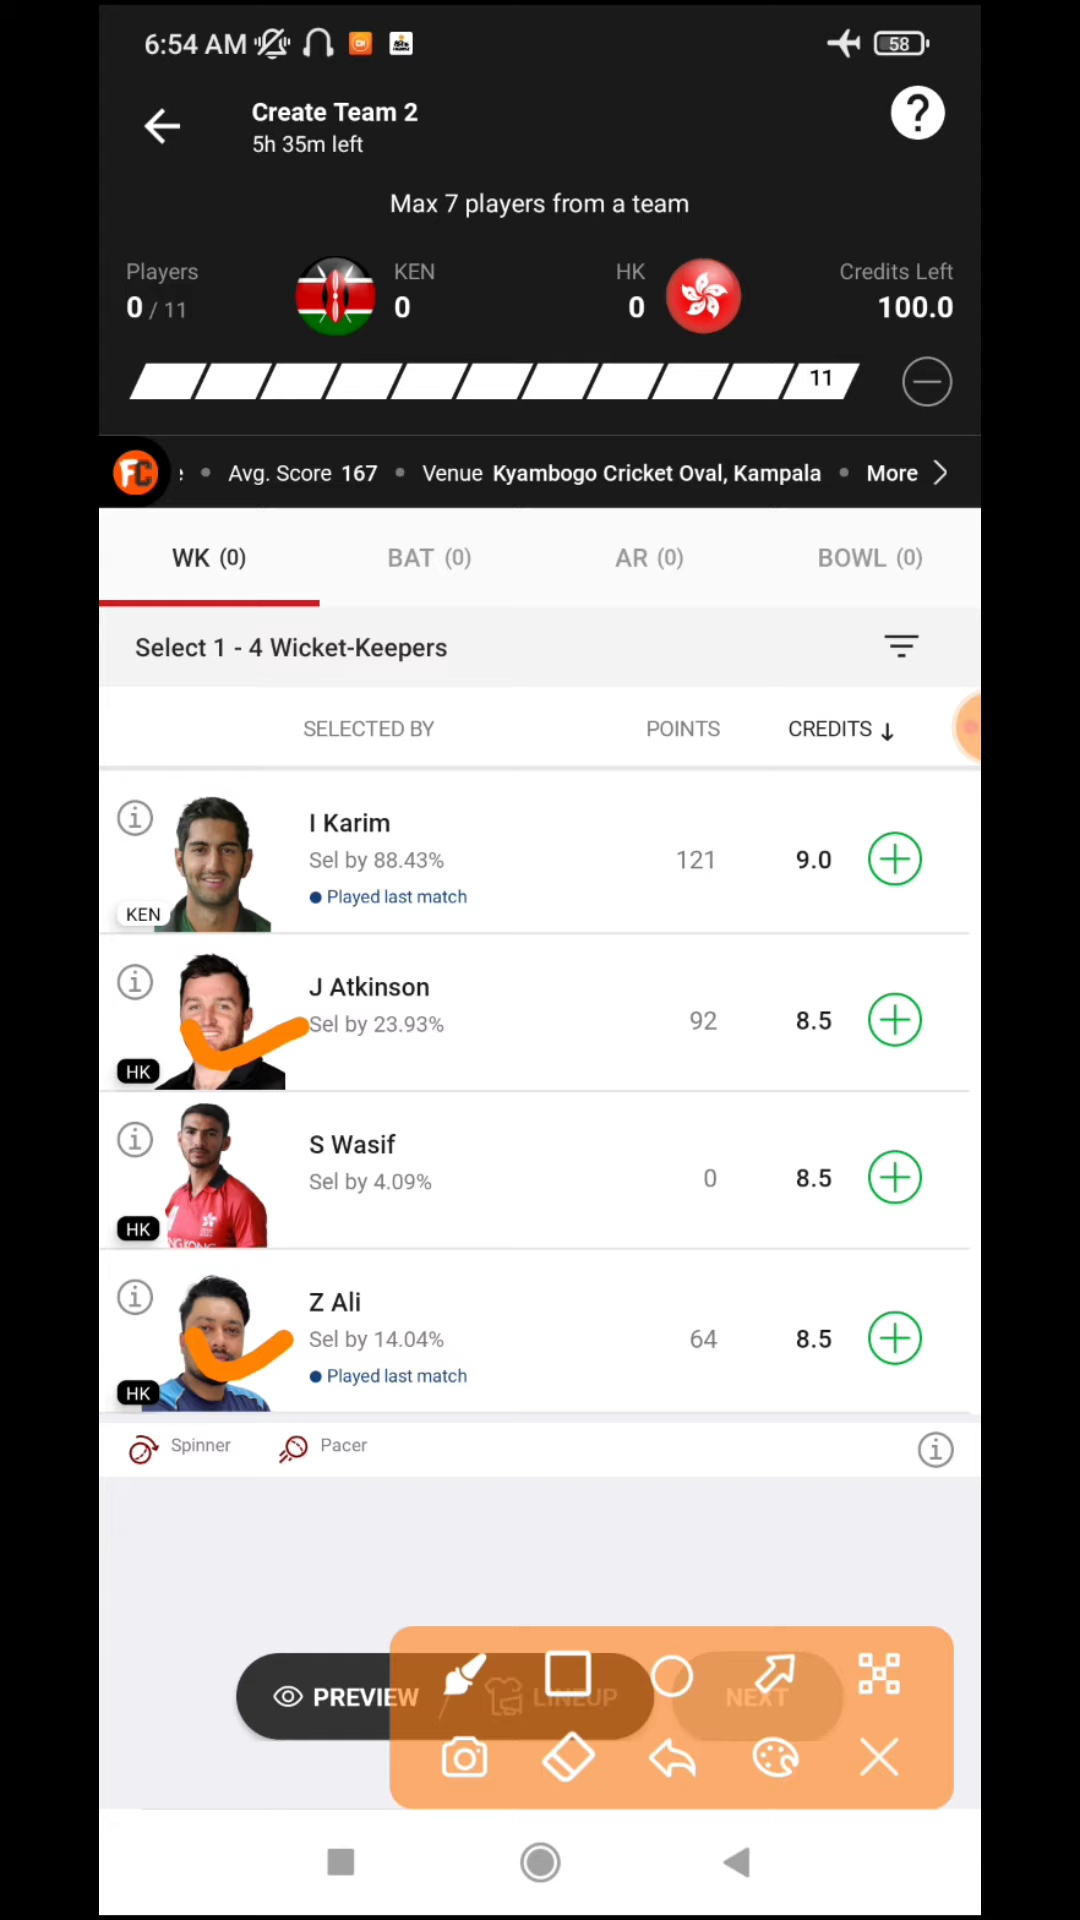 6:54 AM
58
Create Team 2
5h 35m left
?
Max 7 players from a team
Players
0 / 11
KEN
0
HK
0
Credits Left
100.0
11
FC
Avg. Score 167 • Venue Kyambogo Cricket Oval, Kampala • More
WK (0)
BAT (0)
AR (0)
BOWL (0)
Select 1 - 4 Wicket-Keepers
SELECTED BY
POINTS
CREDITS ↓
I Karim
Sel by 88.43%
Played last match
KEN
121
9.0
J Atkinson
Sel by 23.93%
HK
92
8.5
S Wasif
Sel by 4.09%
HK
0
8.5
Z Ali
Sel by 14.04%
Played last match
HK
64
8.5
Spinner
Pacer
PREVIEW
LINEUP
NEXT